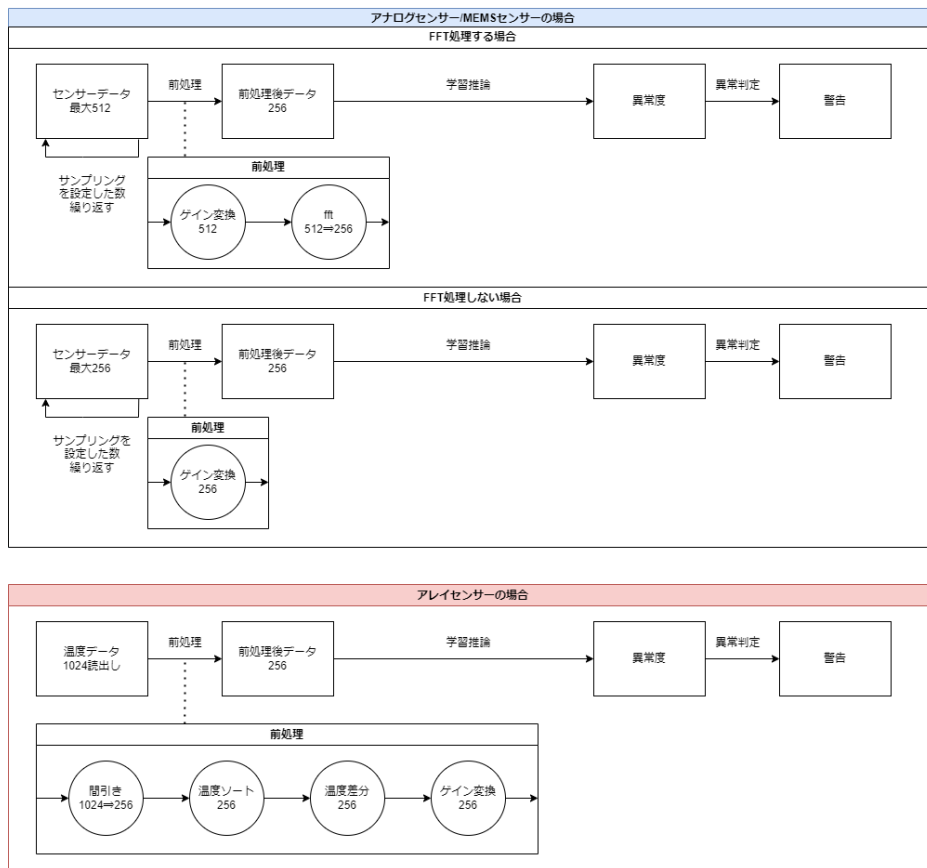 アナログセンサー/MEMSセンサーの場合
FFT処理する場合
センサーデータ
最大512
前処理
前処理後データ
256
学習推論
異常度
異常判定
警告
サンプリング
を設定した数
繰り返す
前処理
ゲイン変換
512
fft
512⇒256
FFT処理しない場合
センサーデータ
最大256
前処理
前処理後データ
256
学習推論
異常度
異常判定
警告
サンプリングを
設定した数
繰り返す
前処理
ゲイン変換
256
アレイセンサーの場合
温度データ
1024読出し
前処理
前処理後データ
256
学習推論
異常度
異常判定
警告
前処理
間引き
1024⇒256
温度ソート
256
温度差分
256
ゲイン変換
256